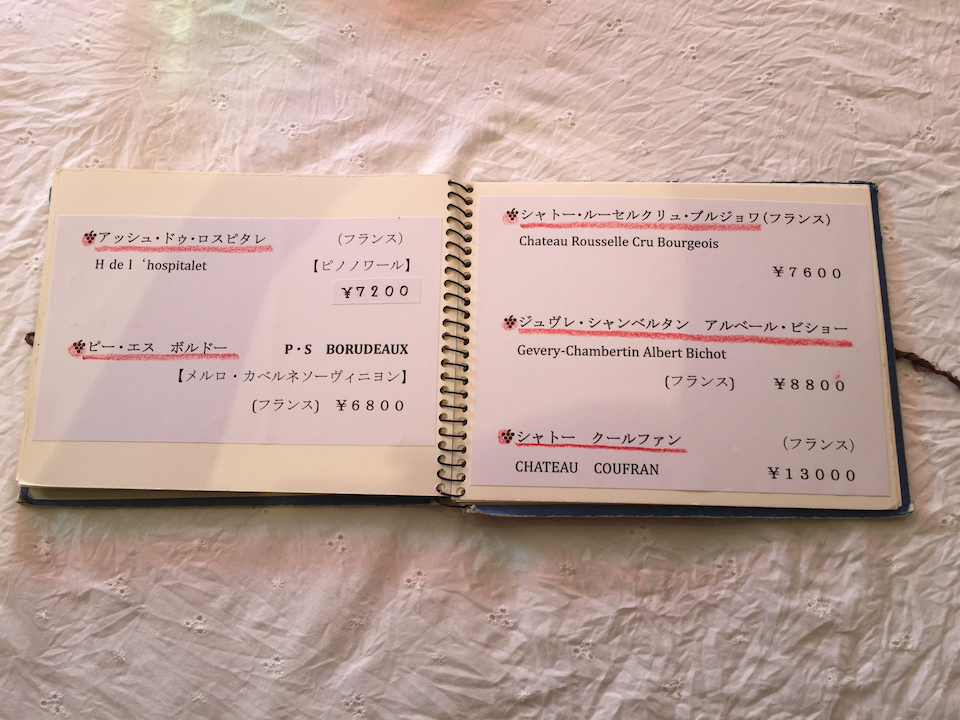 アッシュ・ドゥ・ロスピタレ (フランス)
H de l ‘hospitalet 【ピノノワール】
¥7200
ピー・エス ボルドー P・S BORUDEAUX
【メルロ・カベルネソーヴィニヨン】
(フランス) ¥6800
シャトー・ルーセルクリュ・ブルジョワ(フランス)
Chateau Rousselle Cru Bourgeois
¥7600
ジュヴレ・シャンベルタン アルベール・ビショー
Gevery-Chambertin Albert Bichot
(フランス) ¥8800
シャトー クールファン (フランス)
CHATEAU COUFRAN ¥13000